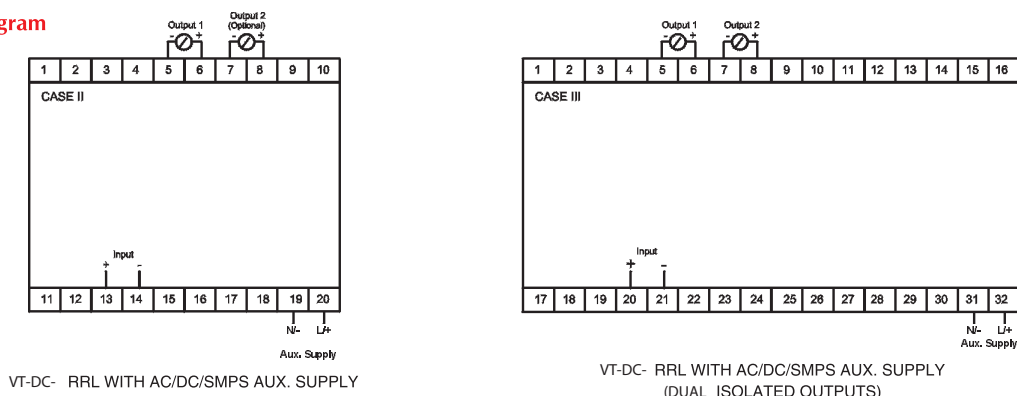 gram
Output 1
- +
Output 2
(Optional)
- +
1 2 3 4 5 6 7 8 9 10
CASE II
Input
+ -
11 12 13 14 15 16 17 18 19 20
N/- L/+
Aux. Supply
VT-DC- RRL WITH AC/DC/SMPS AUX. SUPPLY
Output 1 Output 2
- + - +
1 2 3 4 5 6 7 8 9 10 11 12 13 14 15 16
CASE III
Input
+ -
17 18 19 20 21 22 23 24 25 26 27 28 29 30 31 32
N/- L/+
Aux. Supply
VT-DC- RRL WITH AC/DC/SMPS AUX. SUPPLY
(DUAL ISOLATED OUTPUTS)